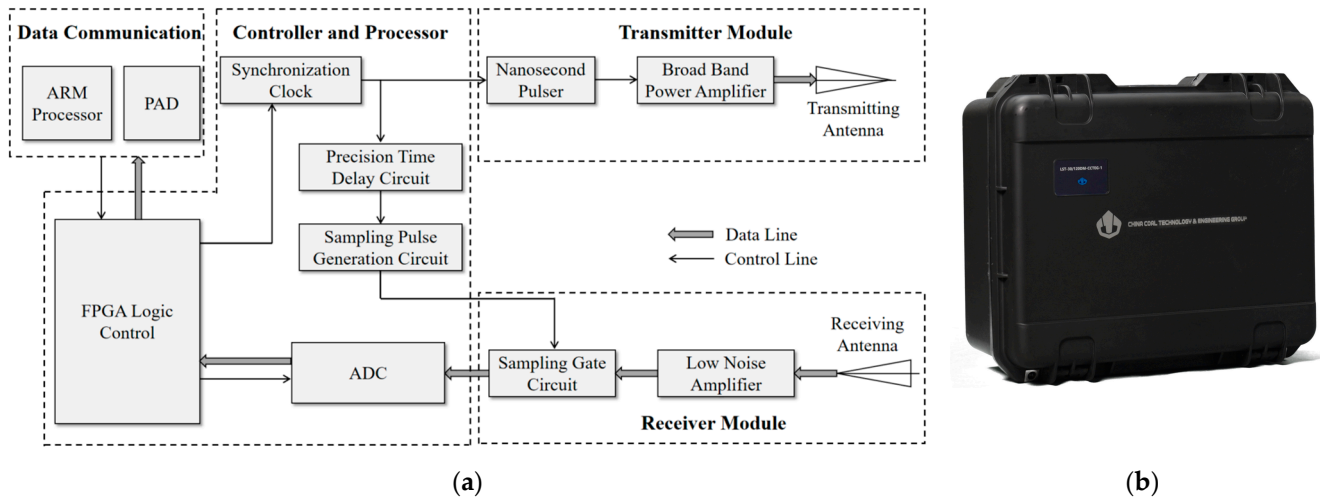 Data Communication
ARM
Processor
PAD
Controller and Processor
Synchronization
Clock
Precision Time
Delay Circuit
Sampling Pulse
Generation Circuit
FPGA Logic
Control
ADC
Transmitter Module
Nanosecond
Pulser
Broad Band
Power Amplifier
Transmitting
Antenna
Data Line
Control Line
Receiving
Antenna
Sampling Gate
Circuit
Low Noise
Amplifier
Receiver Module
CHINA COAL TECHNOLOGY & ENGINEERING GROUP
(a)
(b)